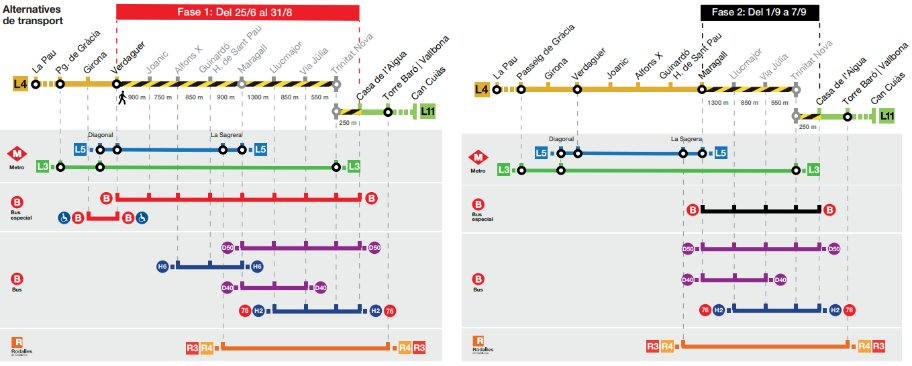 Alternatives
de transport
Fase 1: Del 25/6 al 31/8
La Pau
Pg. de Gràcia
Girona
Verdaguer
Joanic
Alfons X
Guinardó
H. de Sant Pau
Maragall
Llucmajor
Via Júlia
Trinitat Nova
Casa de l'Aigua
Torre Baró | Vallbona
Can Cuiàs
L4
900 m
750 m
850 m
900 m
1300 m
850 m
550 m
250 m
L11
M
Metro
Diagonal
La Sagrera
L5
L5
L3
L3
B
Bus
especial
B
B
B
B
B
Bus
D50
D50
H6
H6
D40
D40
76
H2
H2
76
R
Rodalles
R3
R4
R4
R3
Fase 2: Del 1/9 a 7/9
La Pau
Passeig de Gràcia
Girona
Verdaguer
Joanic
Alfons X
Guinardó
H. de Sant Pau
Maragall
Llucmajor
Via Júlia
Trinitat Nova
Casa de l'Aigua
Torre Baró | Vallbona
Can Cuiàs
L4
1300 m
850 m
550 m
250 m
L11
M
Metro
Diagonal
La Sagrera
L5
L5
L3
L3
B
Bus
especial
B
B
B
Bus
D50
D50
D40
D40
76
H2
H2
76
R
Rodalles
R3
R4
R4
R3